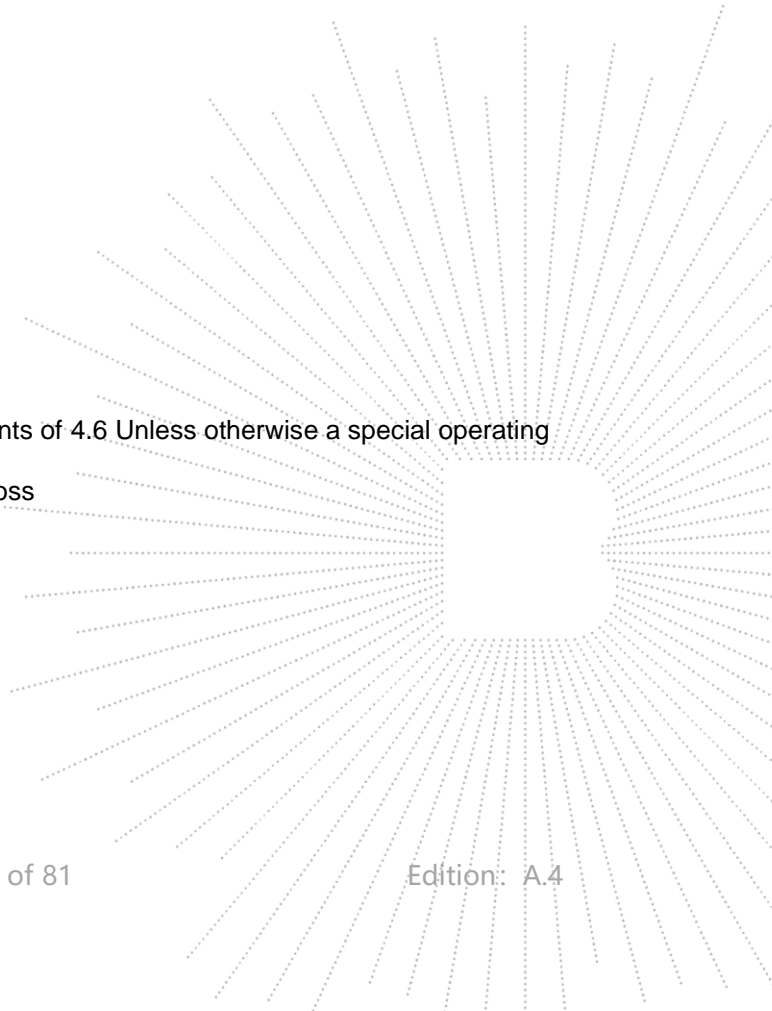 nts of 4.6 Unless otherwise a special operating
oss
of 81 Edition: A.4